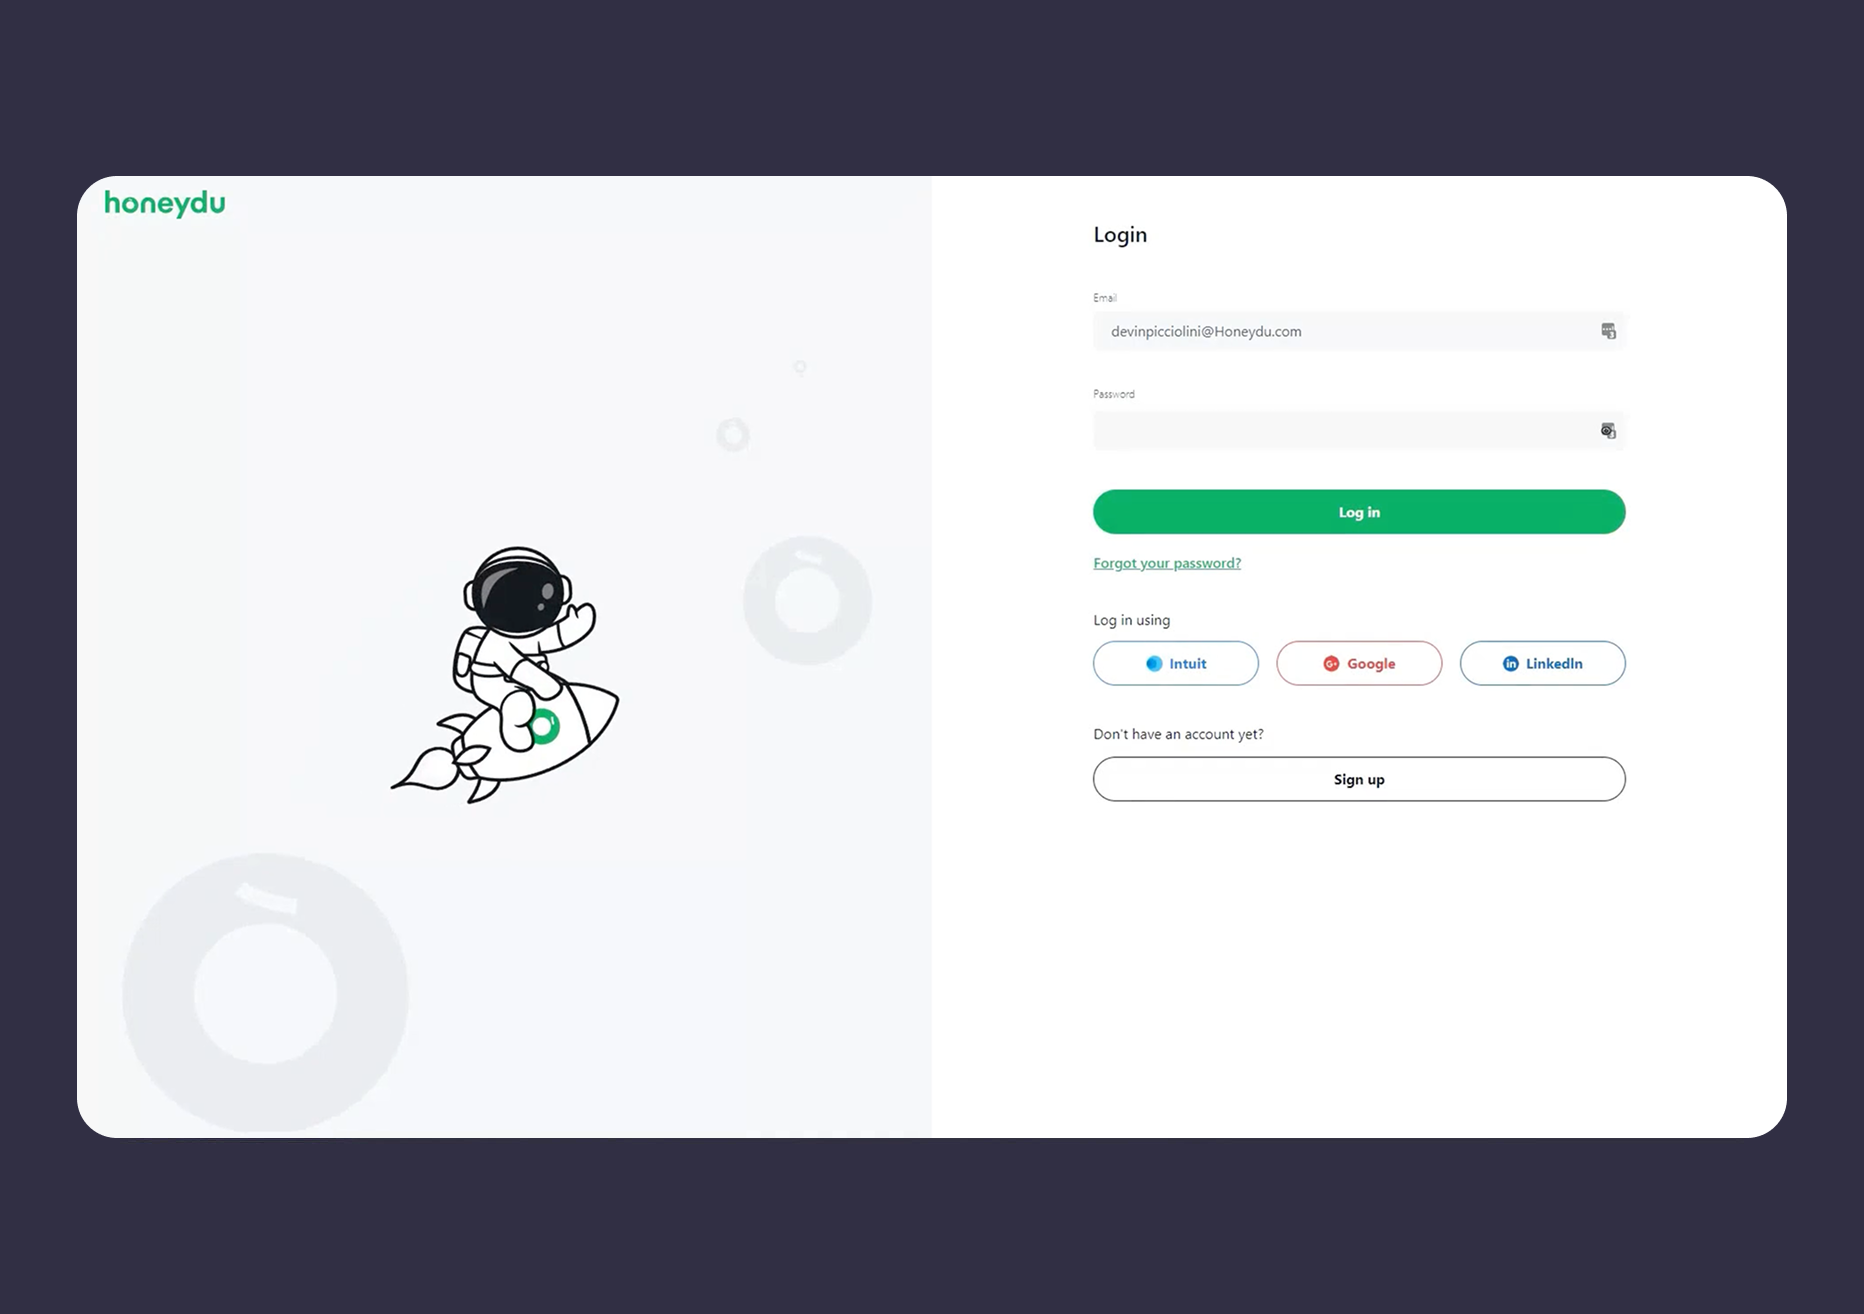 honeydu
Login
Email
devinpicciolini@Honeydu.com
Password
Log in
Forgot your password?
Log in using
Intuit
Google
LinkedIn
Don't have an account yet?
Sign up